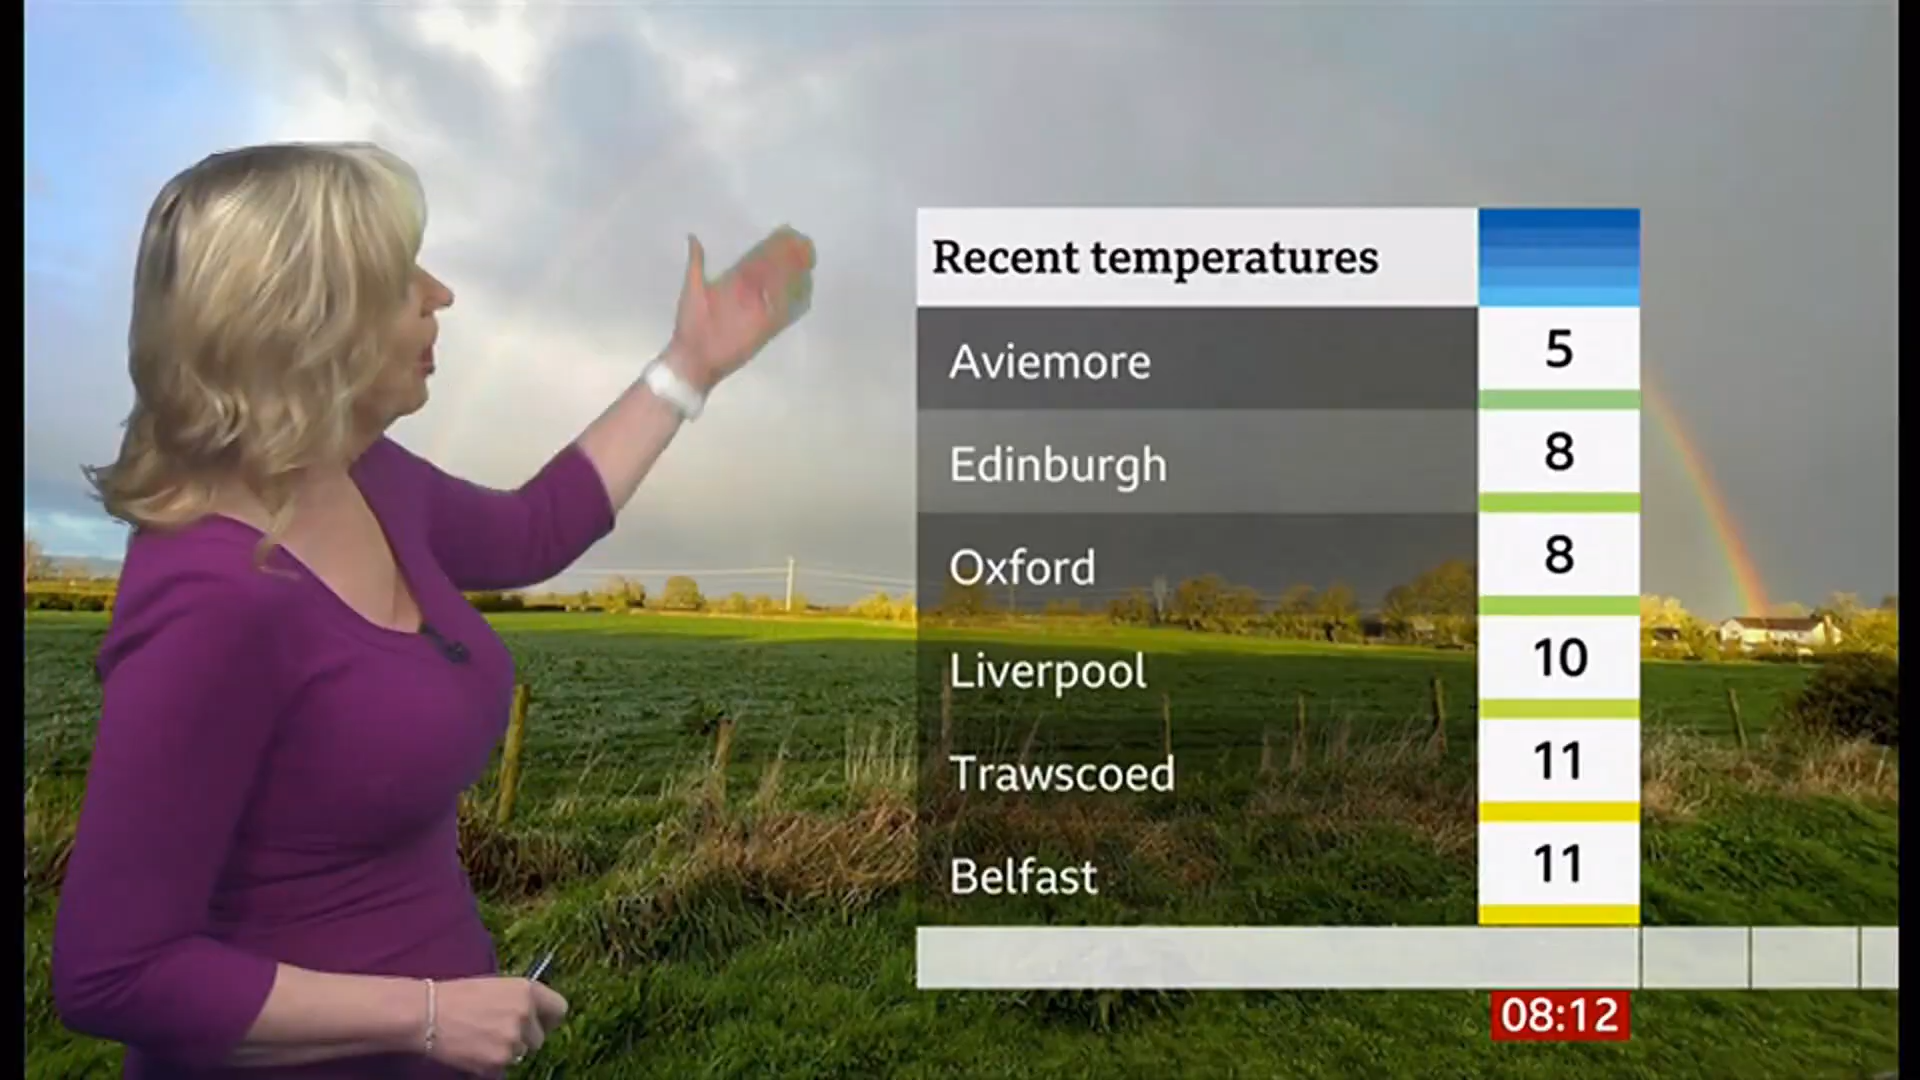 Recent temperatures
Aviemore 5
Edinburgh 8
Oxford 8
Liverpool 10
Trawscoed 11
Belfast 11
08:12